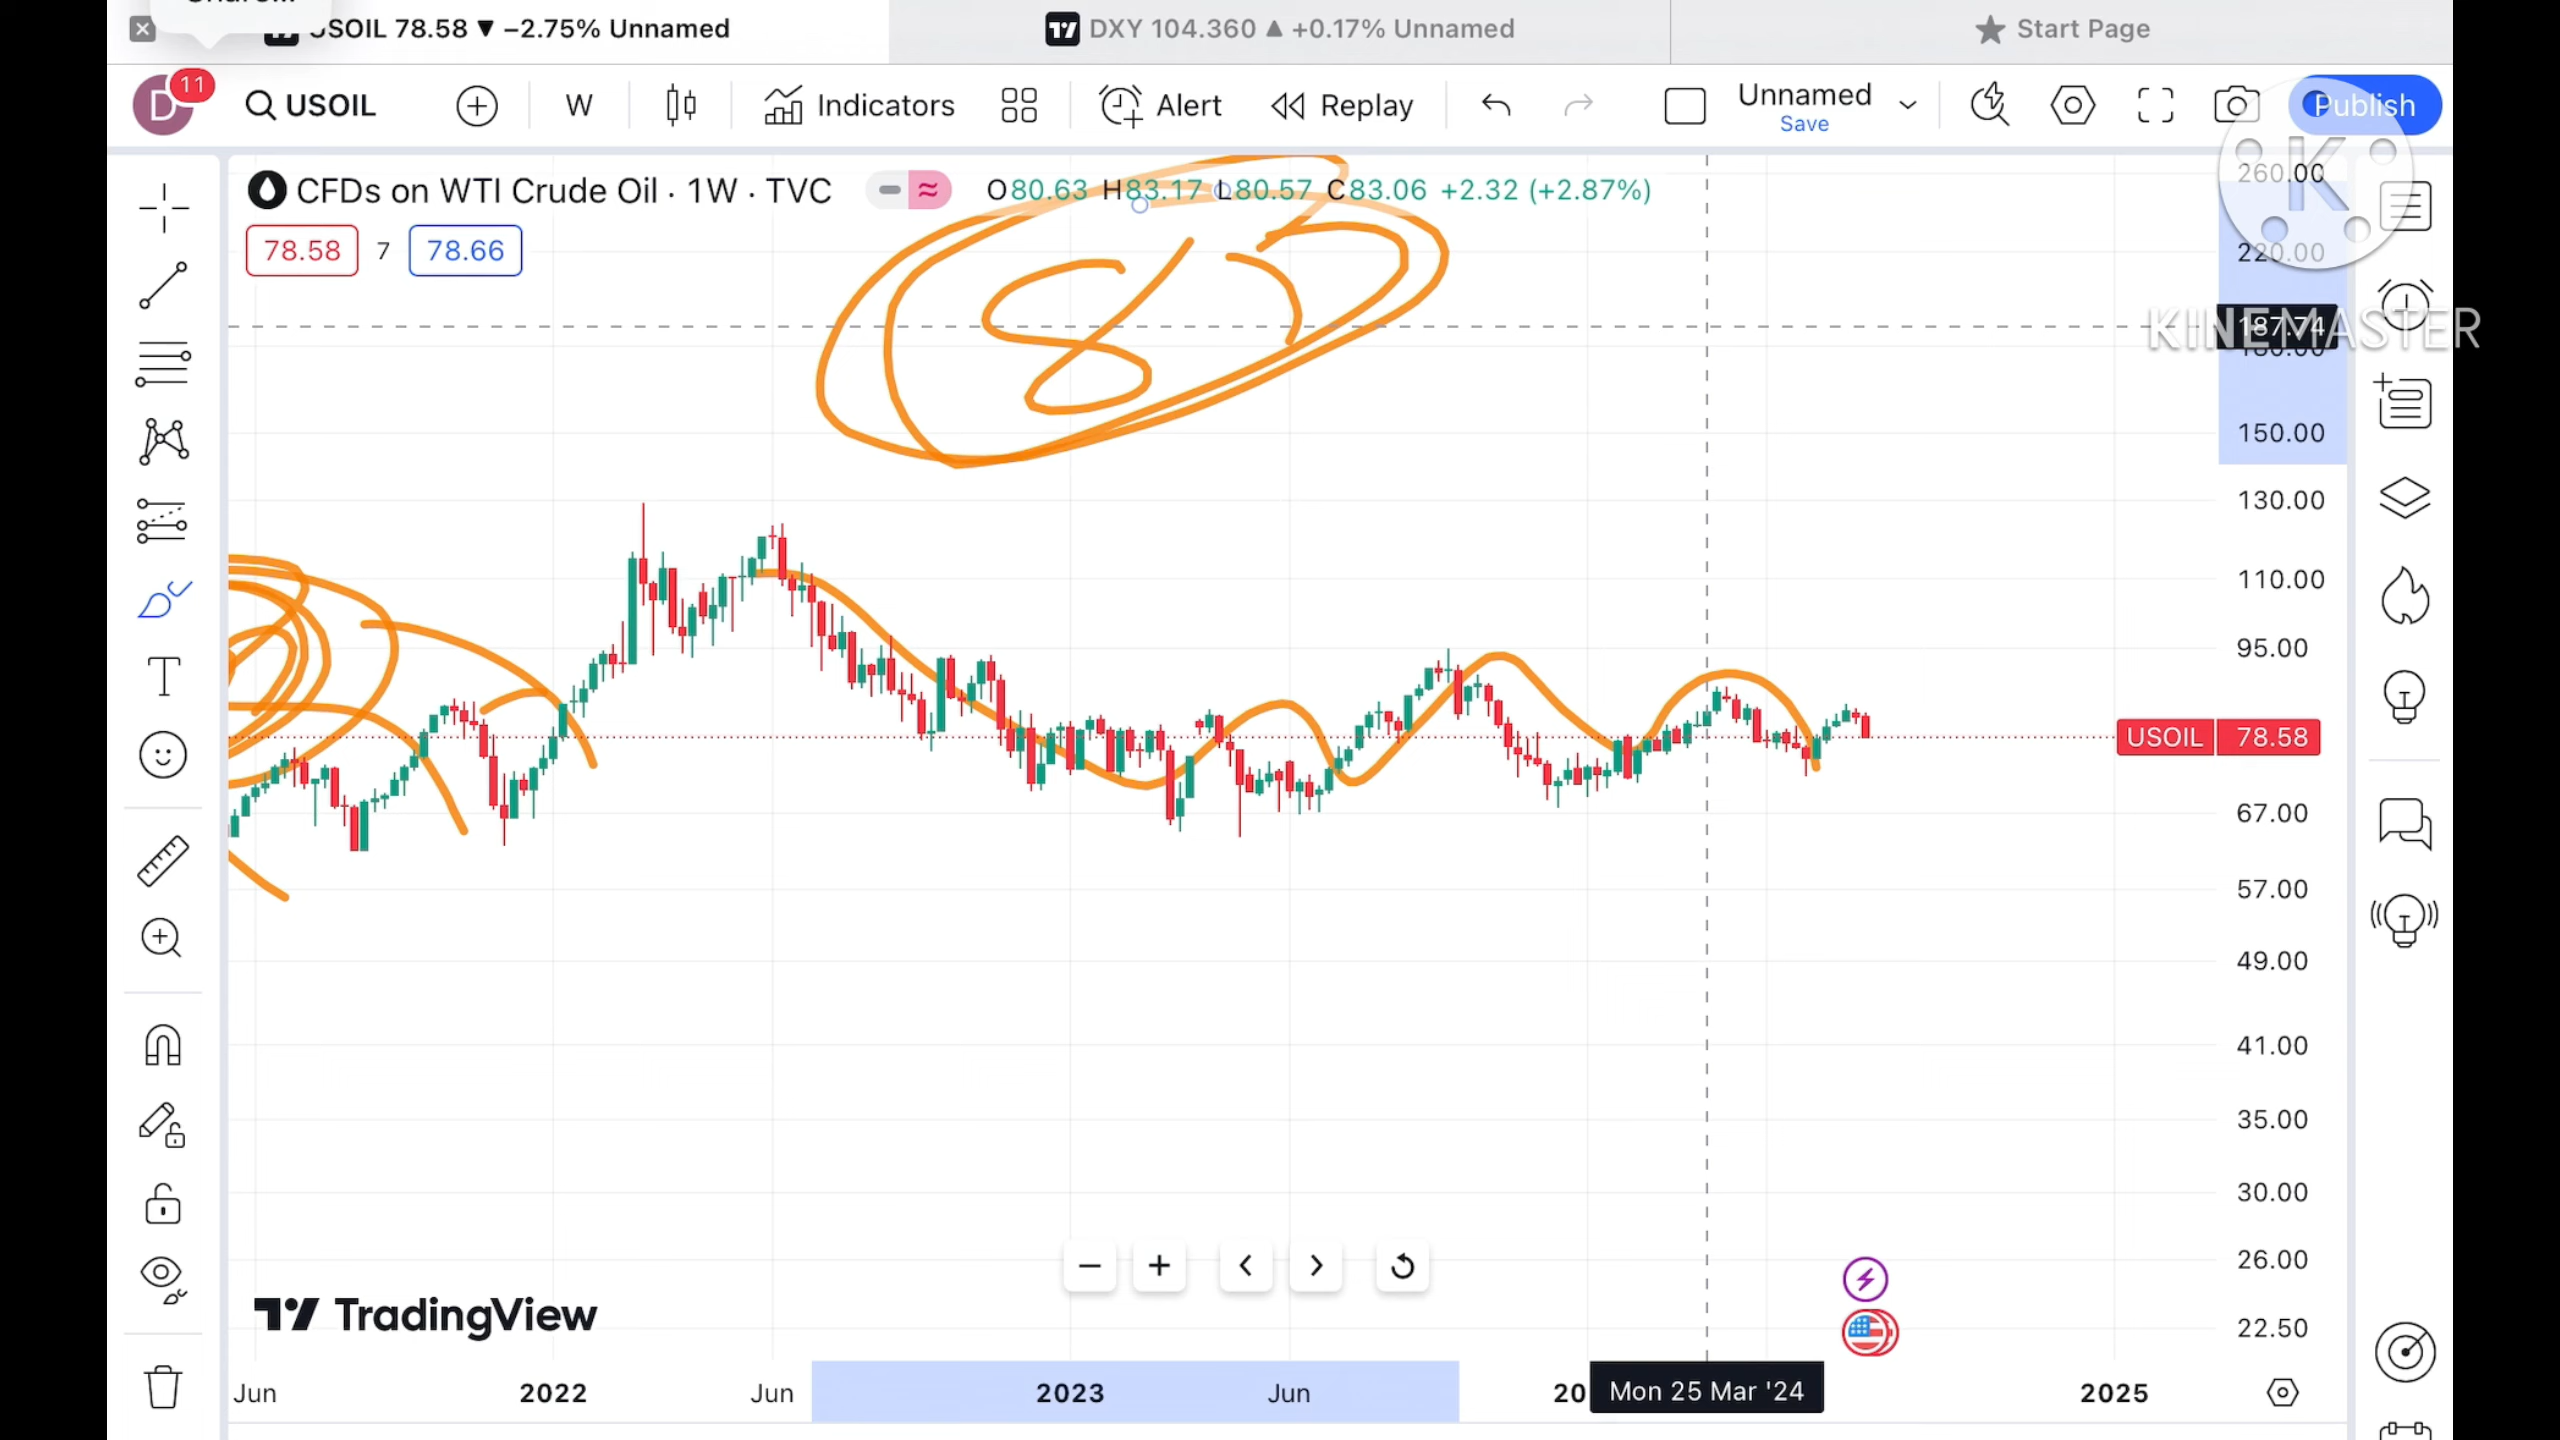 USOIL 78.58 ▼ −2.75% Unnamed
DXY 104.360 ▲ +0.17% Unnamed
Start Page
D
11
USOIL
W
Indicators
Alert
Replay
Unnamed
Save
Publish
CFDs on WTI Crude Oil · 1W · TVC
O80.63 H83.17 L80.57 C83.06 +2.32 (+2.87%)
78.58 7 78.66
K
KINEMASTER
260.00
220.00
187.74
180.00
150.00
130.00
110.00
95.00
USOIL 78.58
67.00
57.00
49.00
41.00
35.00
30.00
26.00
22.50
TradingView
Jun 2022 Jun 2023 Jun 20 Mon 25 Mar '24 2025